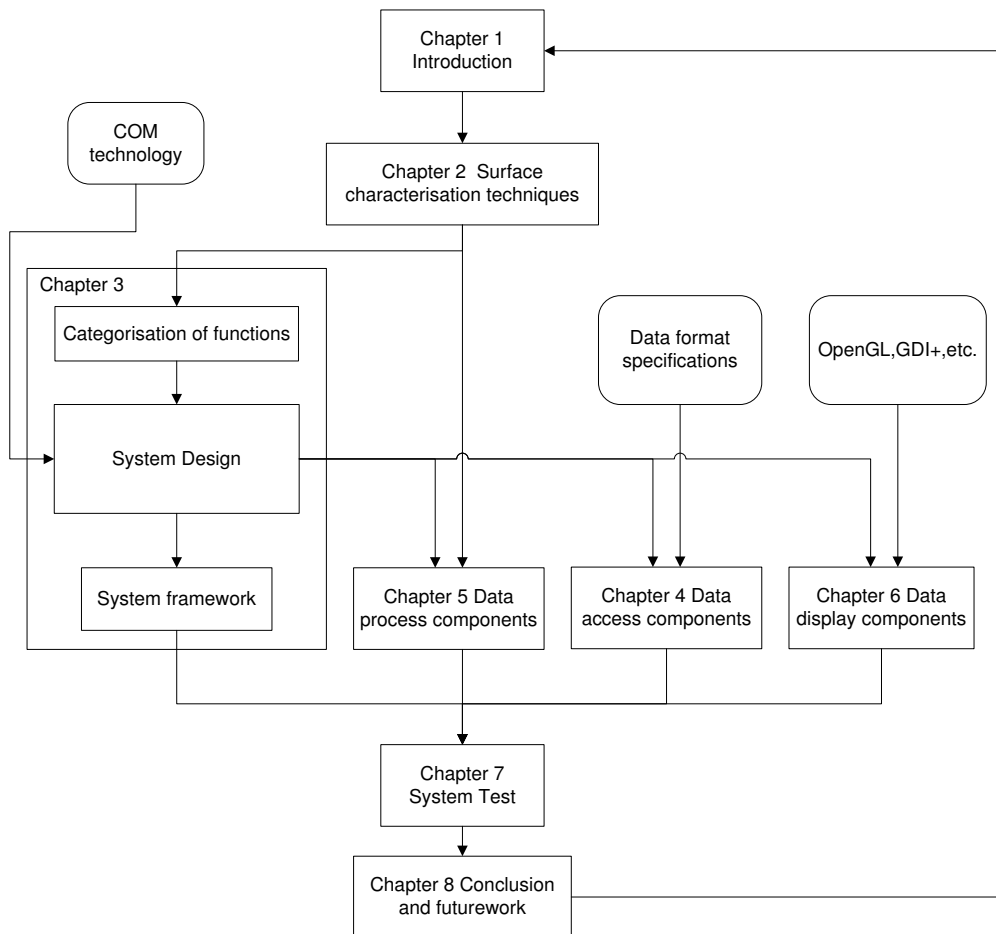 Chapter 1
Introduction
COM
technology
Chapter 2  Surface
characterisation techniques
Chapter 3
Categorisation of functions
Data format
specifications
OpenGL,GDI+,etc.
System Design
System framework
Chapter 5 Data
process components
Chapter 4 Data
access components
Chapter 6 Data
display components
Chapter 7
System Test
Chapter 8 Conclusion
and futurework